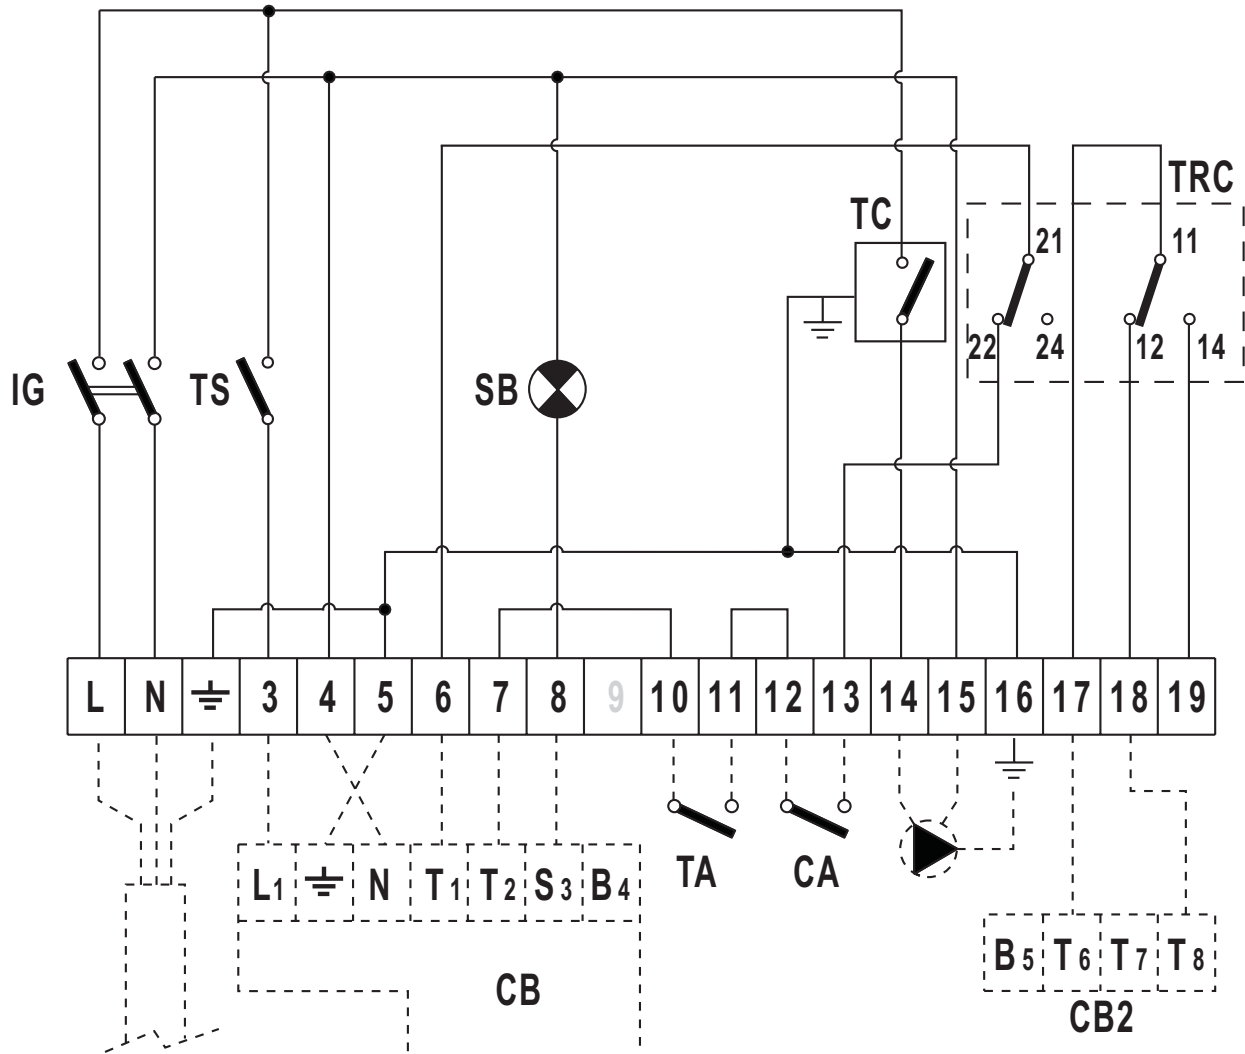 TRC
TC
21 11
22 24 12 14
IG TS SB
L N 3 4 5 6 7 8 9 10 11 12 13 14 15 16 17 18 19
TA CA
L1 N T1 T2 S3 B4
B5 T6 T7 T8
CB
CB2